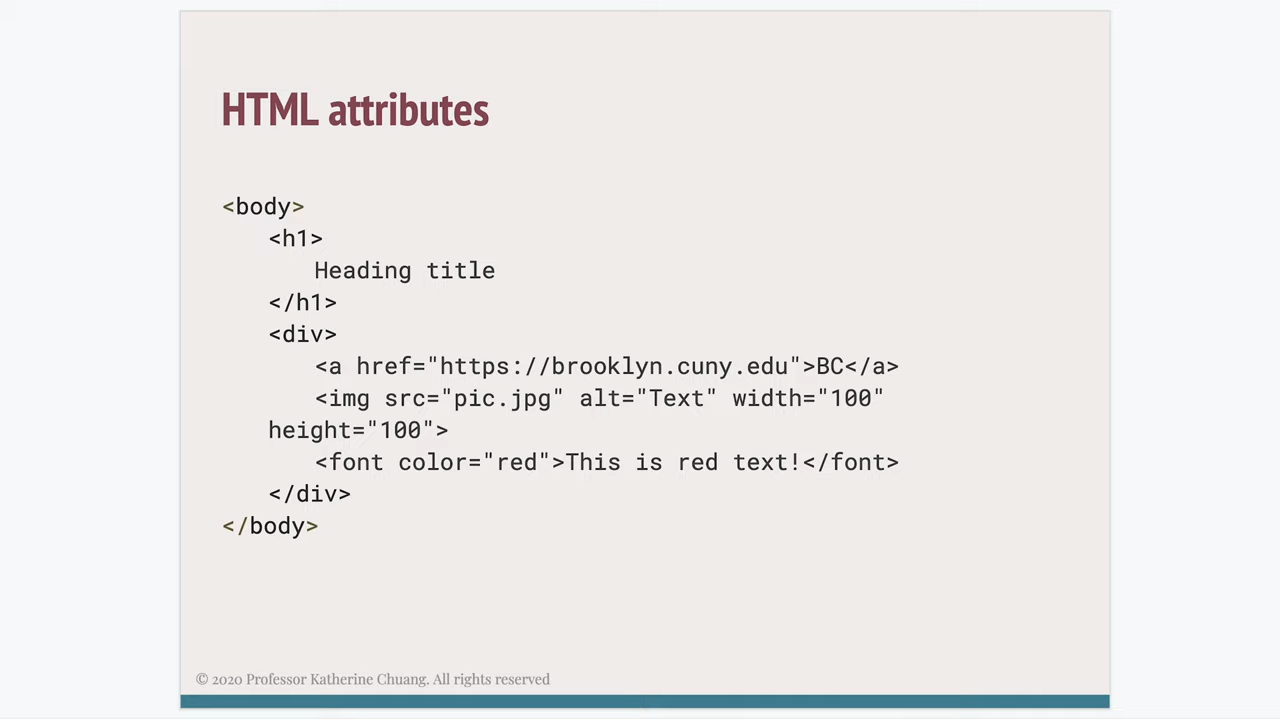 HTML attributes
<body>
<h1>
Heading title
</h1>
<div>
<a href="https://brooklyn.cuny.edu">BC</a>
<img src="pic.jpg" alt="Text" width="100"
height="100">
<font color="red">This is red text!</font>
</div>
</body>
© 2020 Professor Katherine Chuang. All rights reserved